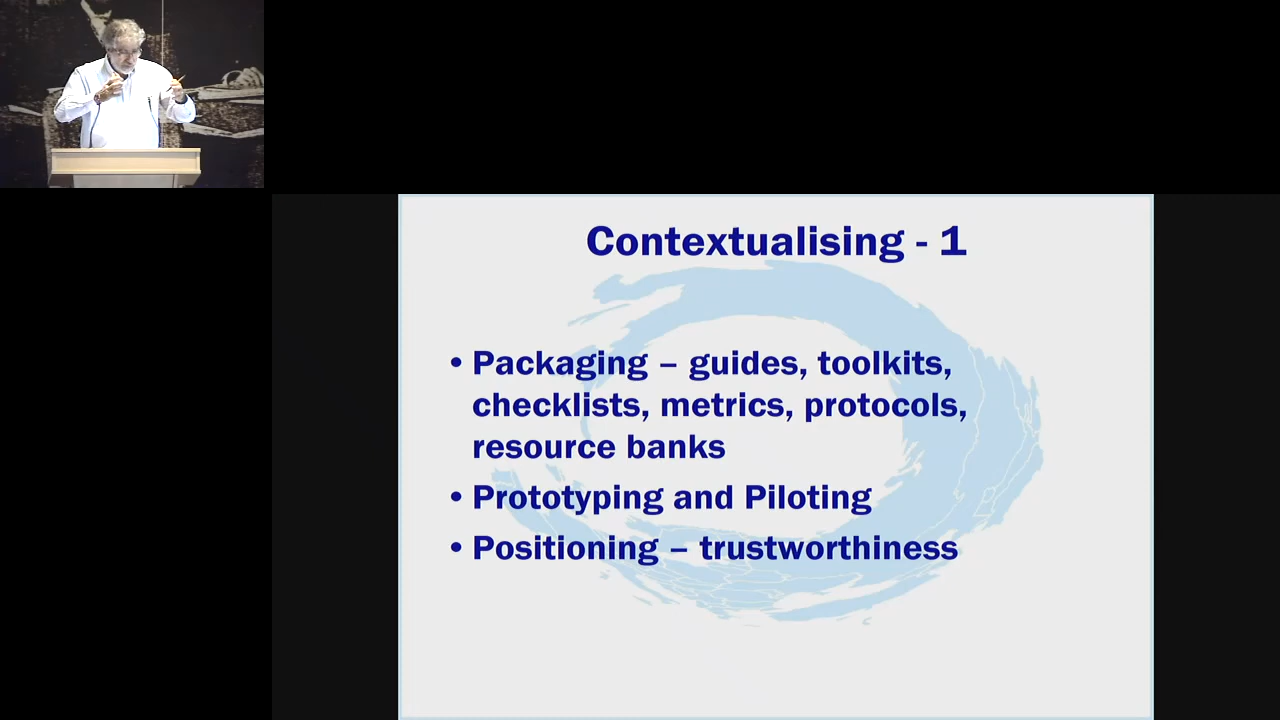 Contextualising - 1
• Packaging – guides, toolkits,
checklists, metrics, protocols,
resource banks
• Prototyping and Piloting
• Positioning – trustworthiness